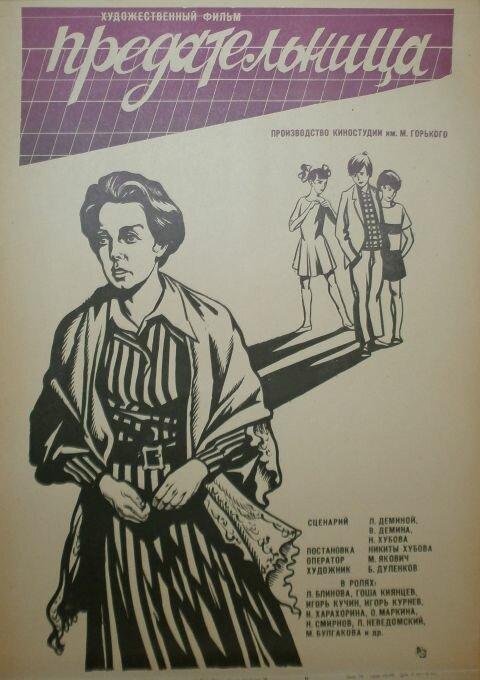 ХУДОЖЕСТВЕННЫЙ ФИЛЬМ
предательница
ПРОИЗВОДСТВО КИНОСТУДИИ им. М. ГОРЬКОГО
СЦЕНАРИЙ Л. ДЕМИНОЙ,
В. ДЕМИНА,
Н. ХУБОВА
ПОСТАНОВКА НИКИТЫ ХУБОВА
ОПЕРАТОР М. ЯКОВИЧ
ХУДОЖНИК Б. ДУЛЕНКОВ
В РОЛЯХ:
Л. БЛИНОВА, ГОША КИЯНЦЕВ,
ИГОРЬ КУЧИН, ИГОРЬ КУРНЕВ,
Н. ХАРАХОРИНА, О. МАРКИНА,
Н. СМИРНОВ, П. НЕВЕДОМСКИЙ,
М. БУЛГАКОВА и др.